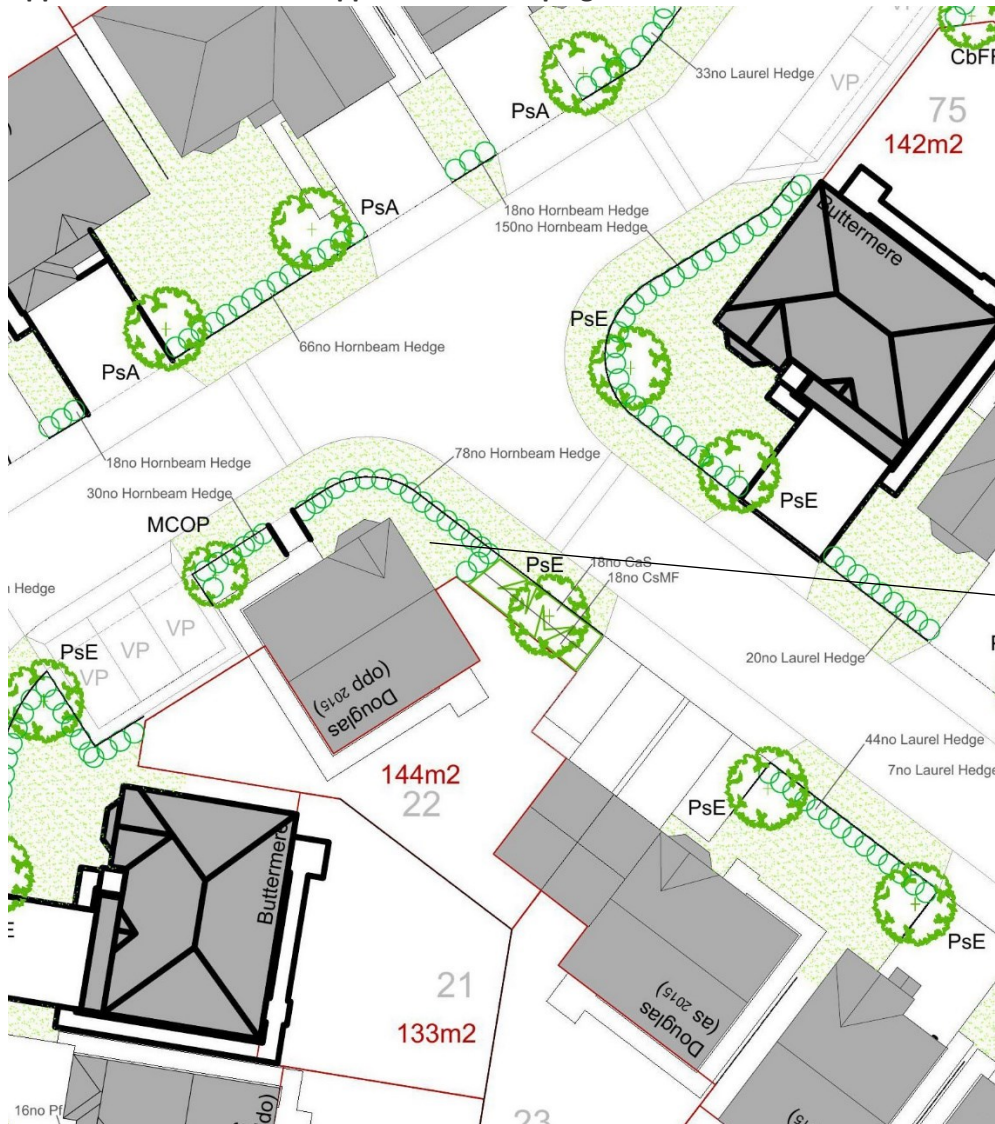 33no Laurel Hedge
PsA
VP
VP
75
142m2
PsA
18no Hornbeam Hedge
150no Hornbeam Hedge
Buttermere
PsE
66no Hornbeam Hedge
PsA
18no Hornbeam Hedge
78no Hornbeam Hedge
30no Hornbeam Hedge
MCOP
PsE
PsE
18no CaS
18no CsMF
Hedge
VP
VP
VP
PsE
20no Laurel Hedge
Douglas
(opp 2015)
44no Laurel Hedge
7no Laurel Hedge
144m2
22
PsE
Buttermere
PsE
21
133m2
Douglas
(as 2015)
16no Pf
23